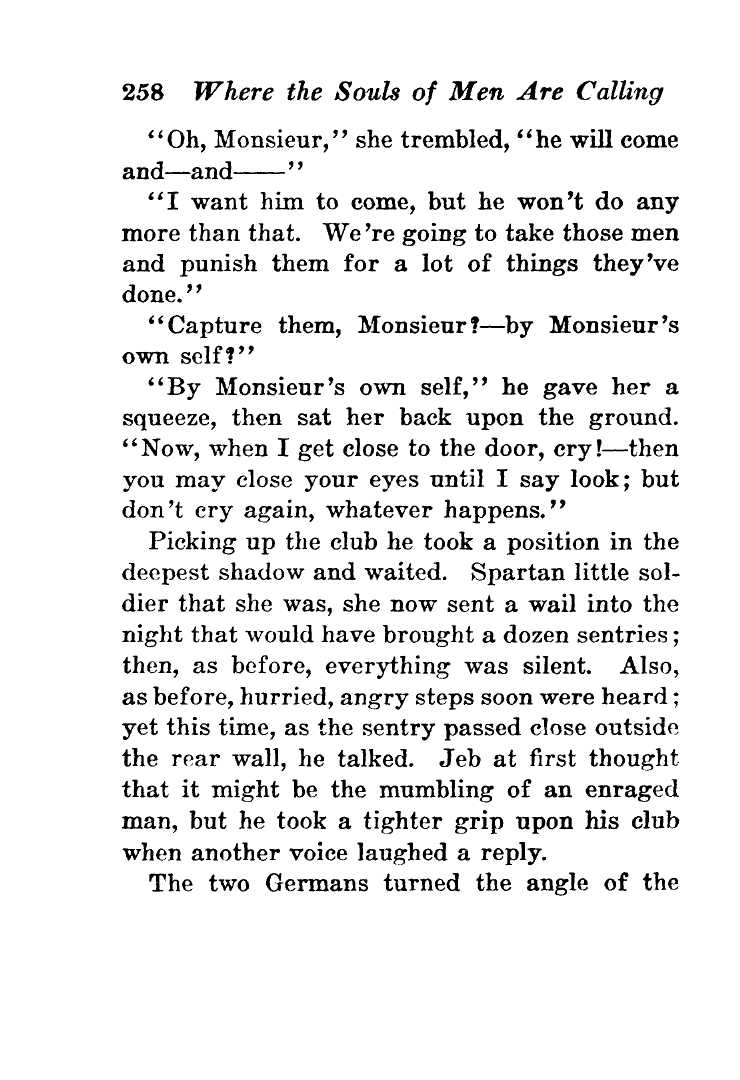 258 Where the Souls of Men Are Calling
“Oh, Monsieur,” she trembled, “he will come
and—and——”
“I want him to come, but he won’t do any
more than that. We’re going to take those men
and punish them for a lot of things they’ve
done.”
“Capture them, Monsieur?—by Monsieur’s
own self?”
“By Monsieur’s own self,” he gave her a
squeeze, then sat her back upon the ground.
“Now, when I get close to the door, cry!—then
you may close your eyes until I say look; but
don’t cry again, whatever happens.”
Picking up the club he took a position in the
deepest shadow and waited. Spartan little sol-
dier that she was, she now sent a wail into the
night that would have brought a dozen sentries;
then, as before, everything was silent. Also,
as before, hurried, angry steps soon were heard;
yet this time, as the sentry passed close outside
the rear wall, he talked. Jeb at first thought
that it might be the mumbling of an enraged
man, but he took a tighter grip upon his club
when another voice laughed a reply.
The two Germans turned the angle of the